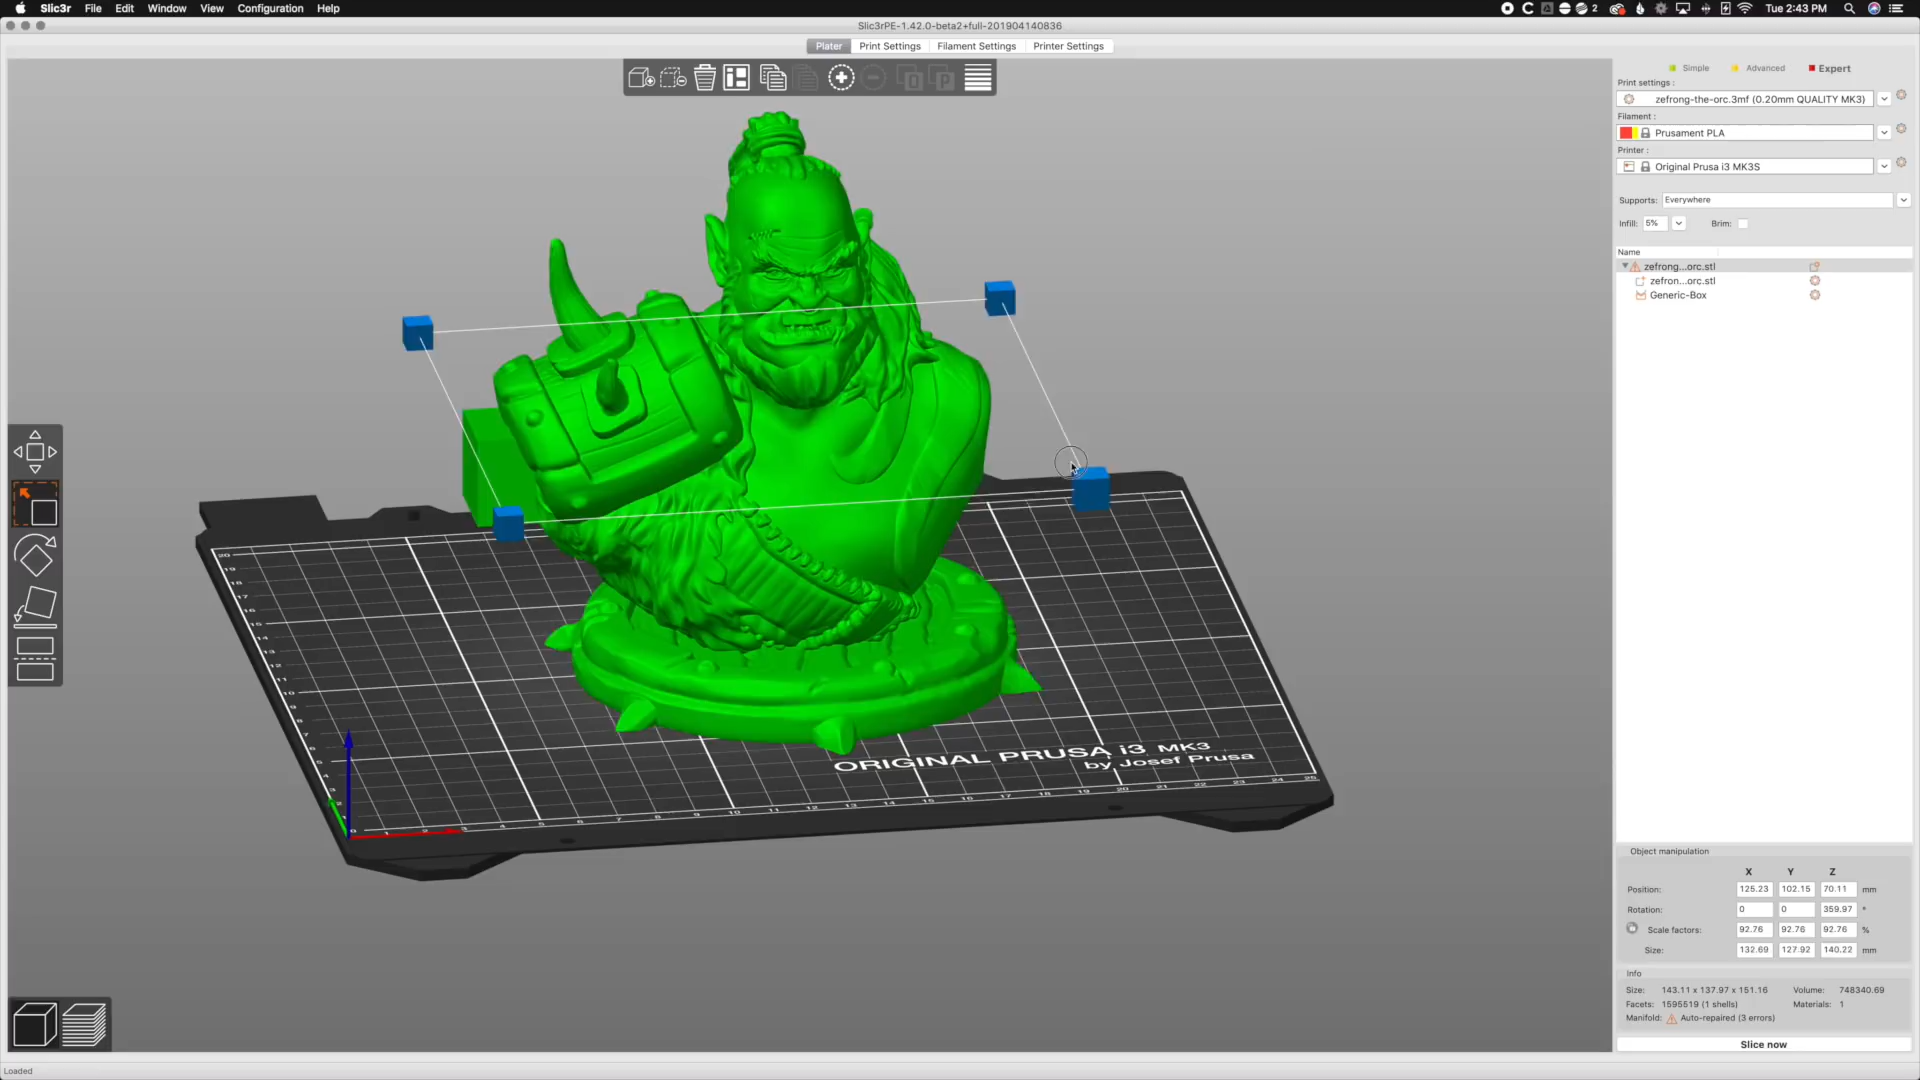 Slic3r File Edit Window View Configuration Help
2 Tue 2:43 PM
Slic3rPE-1.42.0-beta2+full-201904140836
Plater Print Settings Filament Settings Printer Settings
Simple Advanced Expert
Print settings :
zefrong-the-orc.3mf (0.20mm QUALITY MK3)
Filament :
Prusament PLA
Printer :
Original Prusa i3 MK3S
Supports: Everywhere
Infill: 5% Brim:
Name
zefrong...orc.stl
zefron...orc.stl
Generic-Box
ORIGINAL PRUSA i3 MK3
by Josef Prusa
Object manipulation
X Y Z
Position: 125.23 102.15 70.11 mm
Rotation: 0 0 359.97 °
Scale factors: 92.76 92.76 92.76 %
Size: 132.69 127.92 140.22 mm
Info
Size: 143.11 x 137.97 x 151.16 Volume: 748340.69
Facets: 1595519 (1 shells) Materials: 1
Manifold: Auto-repaired (3 errors)
Slice now
Loaded